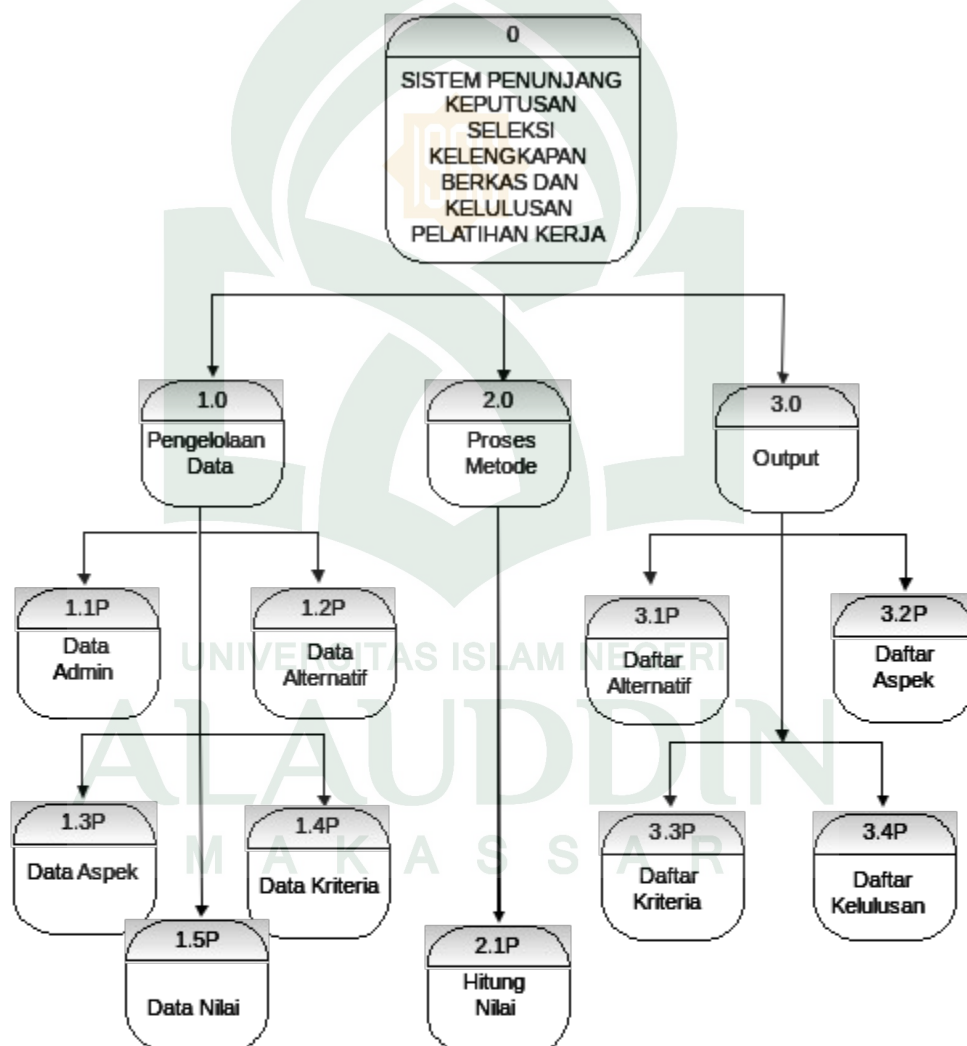 0
SISTEM PENUNJANG
KEPUTUSAN
SELEKSI
KELENGKAPAN
BERKAS DAN
KELULUSAN
PELATIHAN KERJA
1.0
Pengelolaan
Data
2.0
Proses
Metode
3.0
Output
1.1P
Data
Admin
1.2P
Data
Alternatif
3.1P
Daftar
Alternatif
3.2P
Daftar
Aspek
UNIVERSITAS ISLAM NEGERI
ALAUDDIN
MAKASSAR
1.3P
Data Aspek
1.4P
Data Kriteria
3.3P
Daftar
Kriteria
3.4P
Daftar
Kelulusan
1.5P
Data Nilai
2.1P
Hitung
Nilai